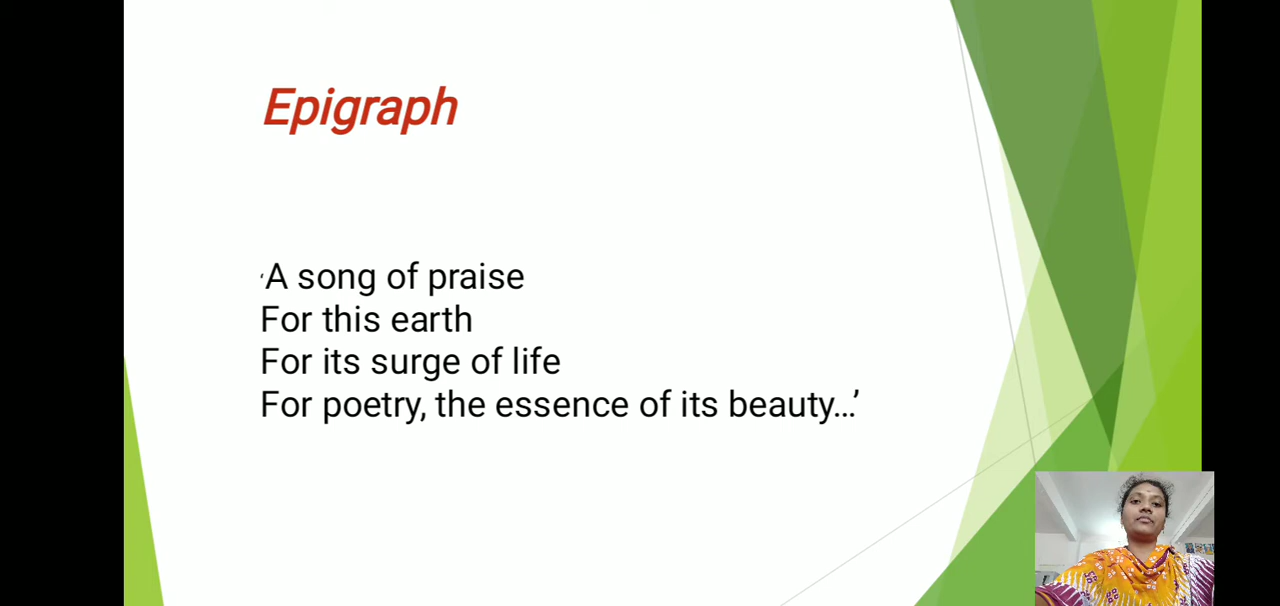 Epigraph
‘A song of praise
For this earth
For its surge of life
For poetry, the essence of its beauty...’